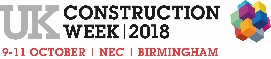 UK CONSTRUCTION
WEEK | 2018
9-11 OCTOBER | NEC | BIRMINGHAM